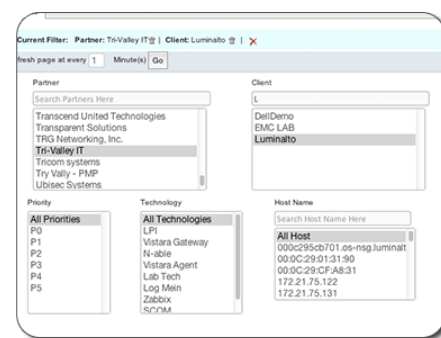 Current Filter: Partner: Tri-Valley IT | Client: Luminalto |
fresh page at every 1 Minute(s) Go
Partner
Search Partners Here
Transcend United Technologies
Transparent Solutions
TRG Networking, Inc.
Tri-Valley IT
Tricom systems
Try Vally - PMP
Ubisec Systems
Client
L
DellDemo
EMC LAB
Luminalto
Priority
All Priorities
P0
P1
P2
P3
P4
P5
Technology
All Technologies
LPI
Vistara Gateway
N-able
Vistara Agent
Lab Tech
Log Mein
Zabbix
SCOM
Host Name
Search Host Name Here
All Host
000c295cb701.os-nsg.luminalt
00:0C:29:01:31:90
00:0C:29:CF:A8:31
172.21.75.122
172.21.75.131